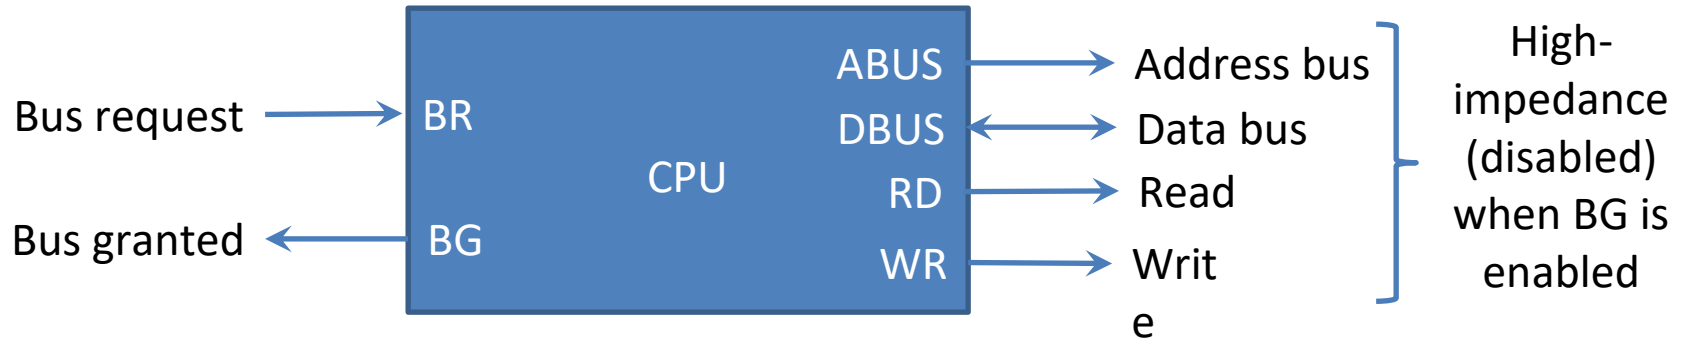 Bus request
Bus granted
BR
BG
CPU
ABUS
DBUS
RD
WR
Address bus
Data bus
Read
Writ
e
High-
impedance
(disabled)
when BG is
enabled